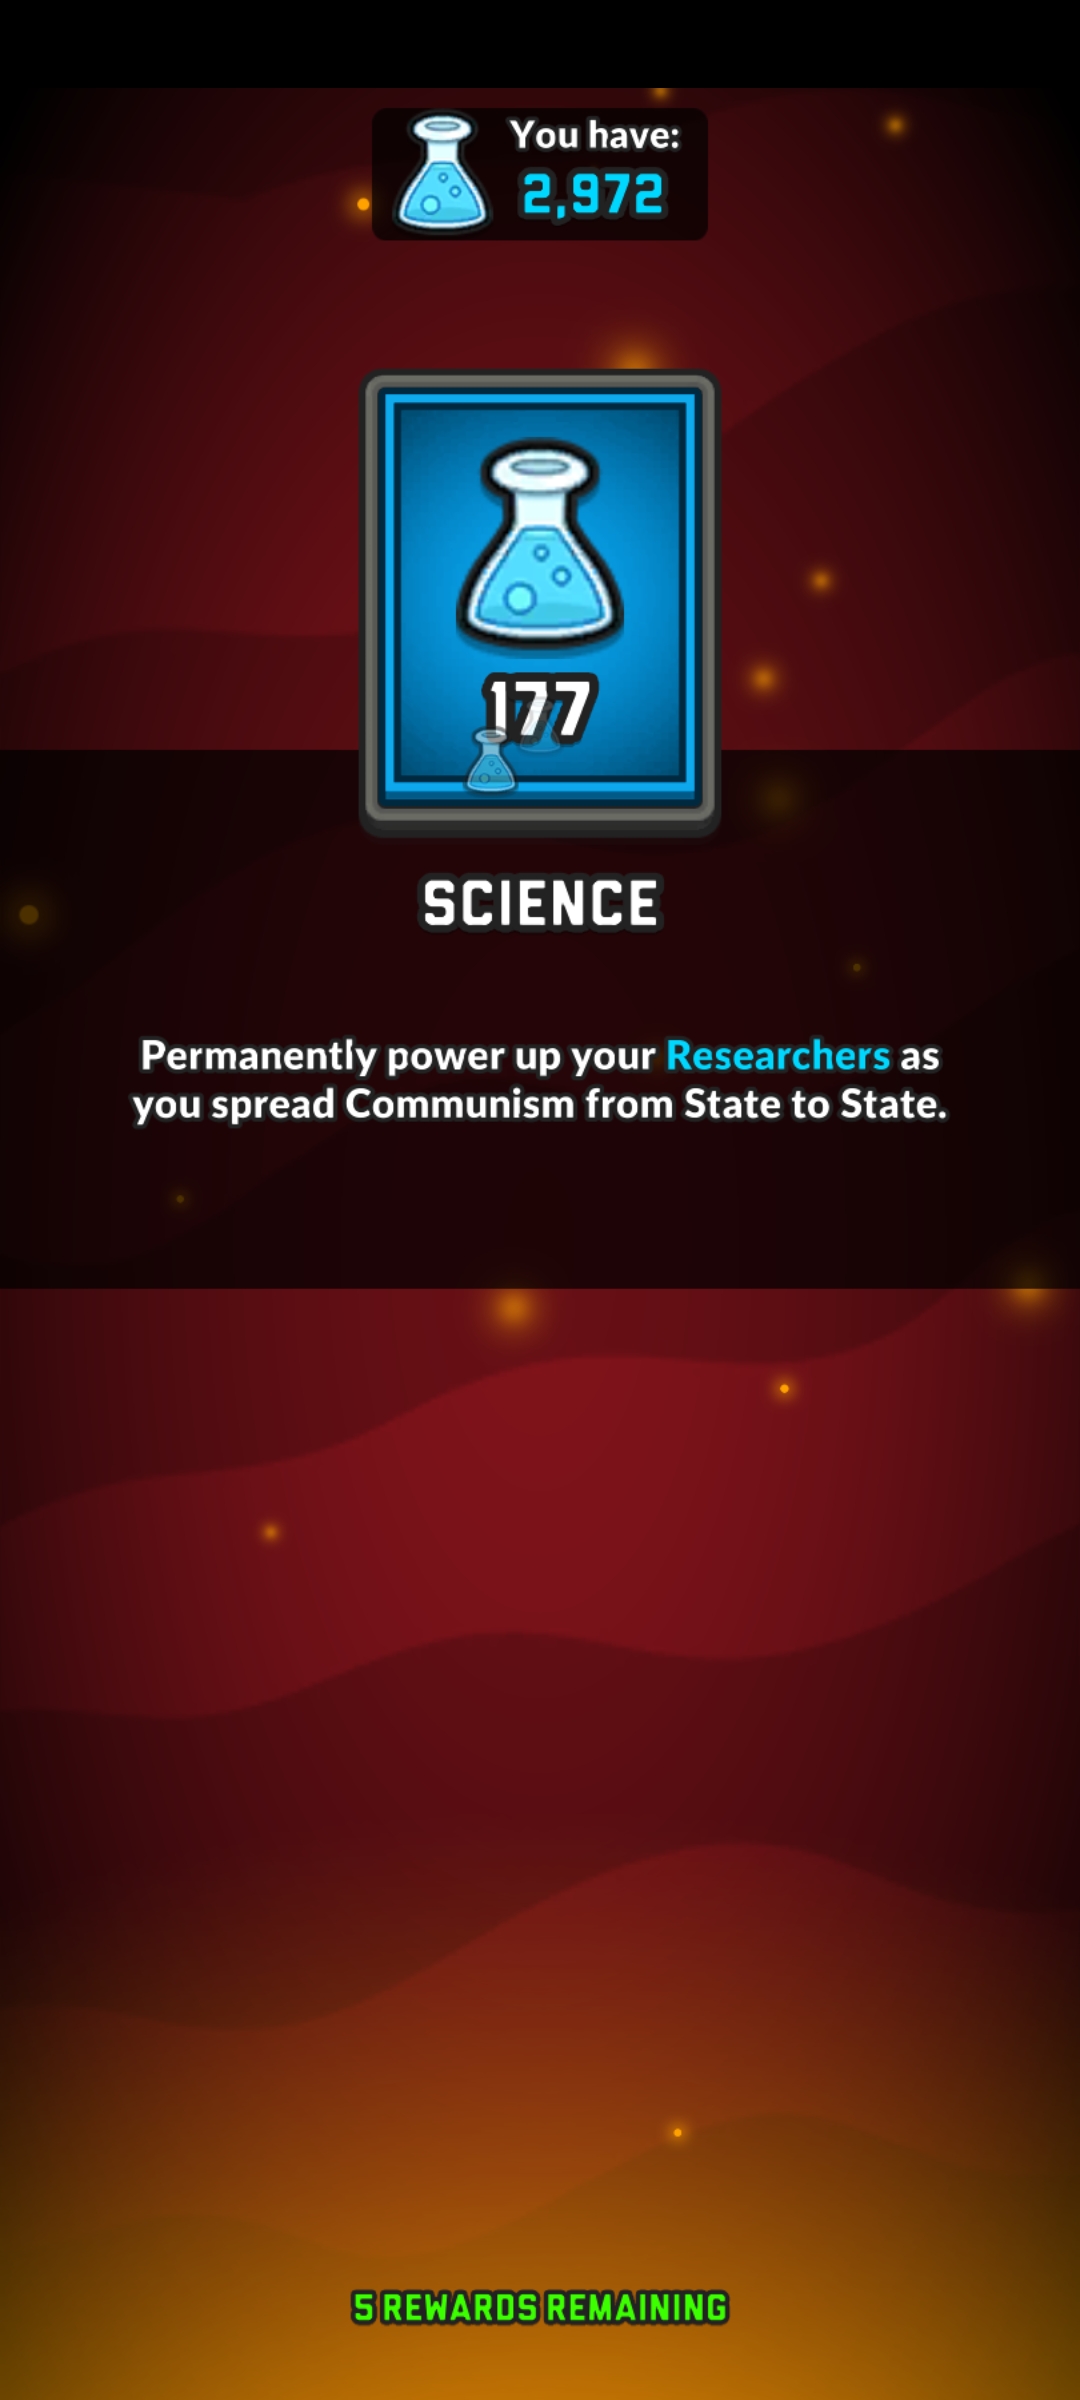 You have:
2,972
177
SCIENCE
Permanently power up your Researchers as
you spread Communism from State to State.
5 REWARDS REMAINING